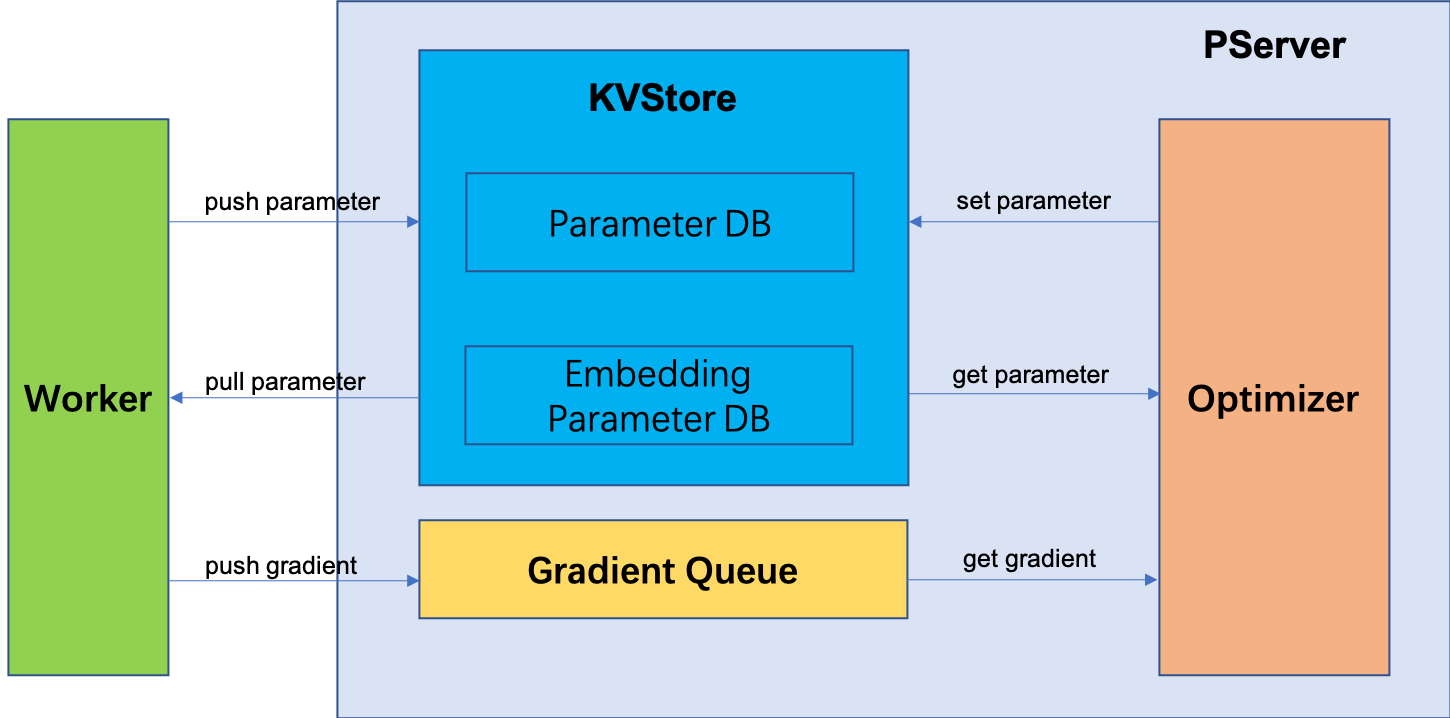 PServer
KVStore
push parameter
Parameter DB
set parameter
Worker
pull parameter
Embedding
Parameter DB
get parameter
Optimizer
push gradient
Gradient Queue
get gradient